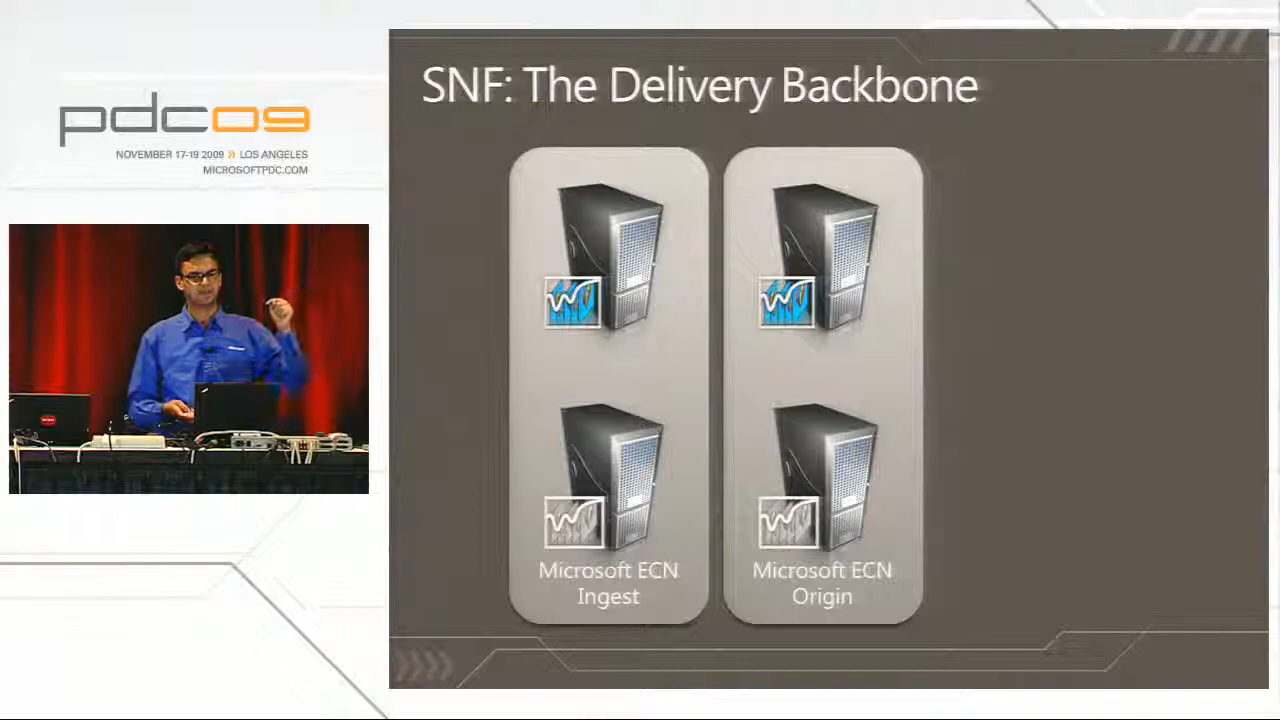 pdc09
NOVEMBER 17-19 2009 » LOS ANGELES
MICROSOFTPDC.COM
SNF: The Delivery Backbone
Microsoft ECN
Ingest
Microsoft ECN
Origin